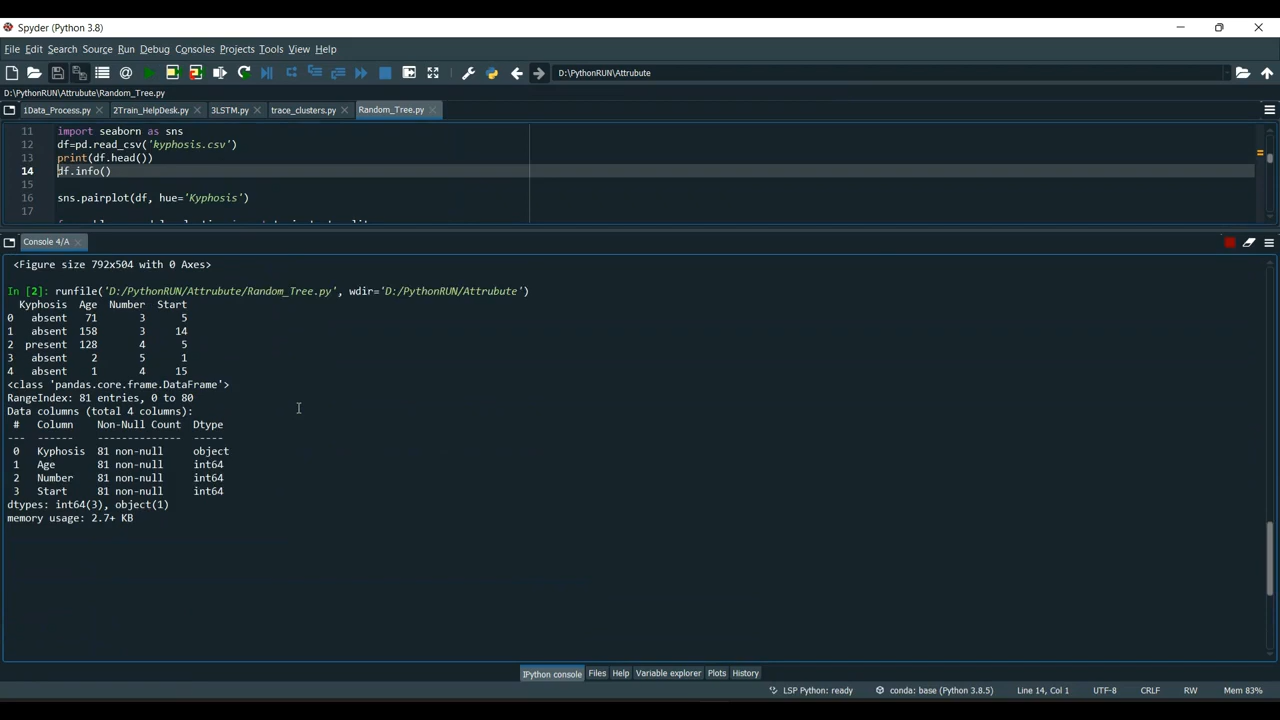 Spyder (Python 3.8)
File Edit Search Source Run Debug Consoles Projects Tools View Help
D:\PythonRUN\Attrubute
D:\PythonRUN\Attrubute\Random_Tree.py
1Data_Process.py 2Train_HelpDesk.py 3LSTM.py trace_clusters.py Random_Tree.py
11 import seaborn as sns
12 df=pd.read_csv('kyphosis.csv')
13 print(df.head())
14 df.info()
15
16 sns.pairplot(df, hue='Kyphosis')
17
Console 4/A
<Figure size 792x504 with 0 Axes>
In [2]: runfile('D:/PythonRUN/Attrubute/Random_Tree.py', wdir='D:/PythonRUN/Attrubute')
Kyphosis Age Number Start
0 absent 71 3 5
1 absent 158 3 14
2 present 128 4 5
3 absent 2 5 1
4 absent 1 4 15
<class 'pandas.core.frame.DataFrame'>
RangeIndex: 81 entries, 0 to 80
Data columns (total 4 columns):
# Column Non-Null Count Dtype
--- ------ -------------- -----
0 Kyphosis 81 non-null object
1 Age 81 non-null int64
2 Number 81 non-null int64
3 Start 81 non-null int64
dtypes: int64(3), object(1)
memory usage: 2.7+ KB
IPython console Files Help Variable explorer Plots History
LSP Python: ready conda: base (Python 3.8.5) Line 14, Col 1 UTF-8 CRLF RW Mem 83%